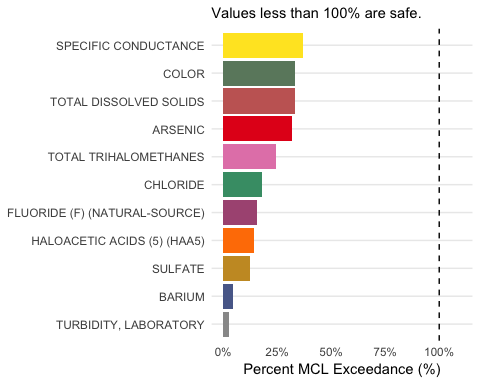 Values less than 100% are safe.
SPECIFIC CONDUCTANCE
COLOR
TOTAL DISSOLVED SOLIDS
ARSENIC
TOTAL TRIHALOMETHANES
CHLORIDE
FLUORIDE (F) (NATURAL-SOURCE)
HALOACETIC ACIDS (5) (HAA5)
SULFATE
BARIUM
TURBIDITY, LABORATORY
0% 25% 50% 75% 100%
Percent MCL Exceedance (%)